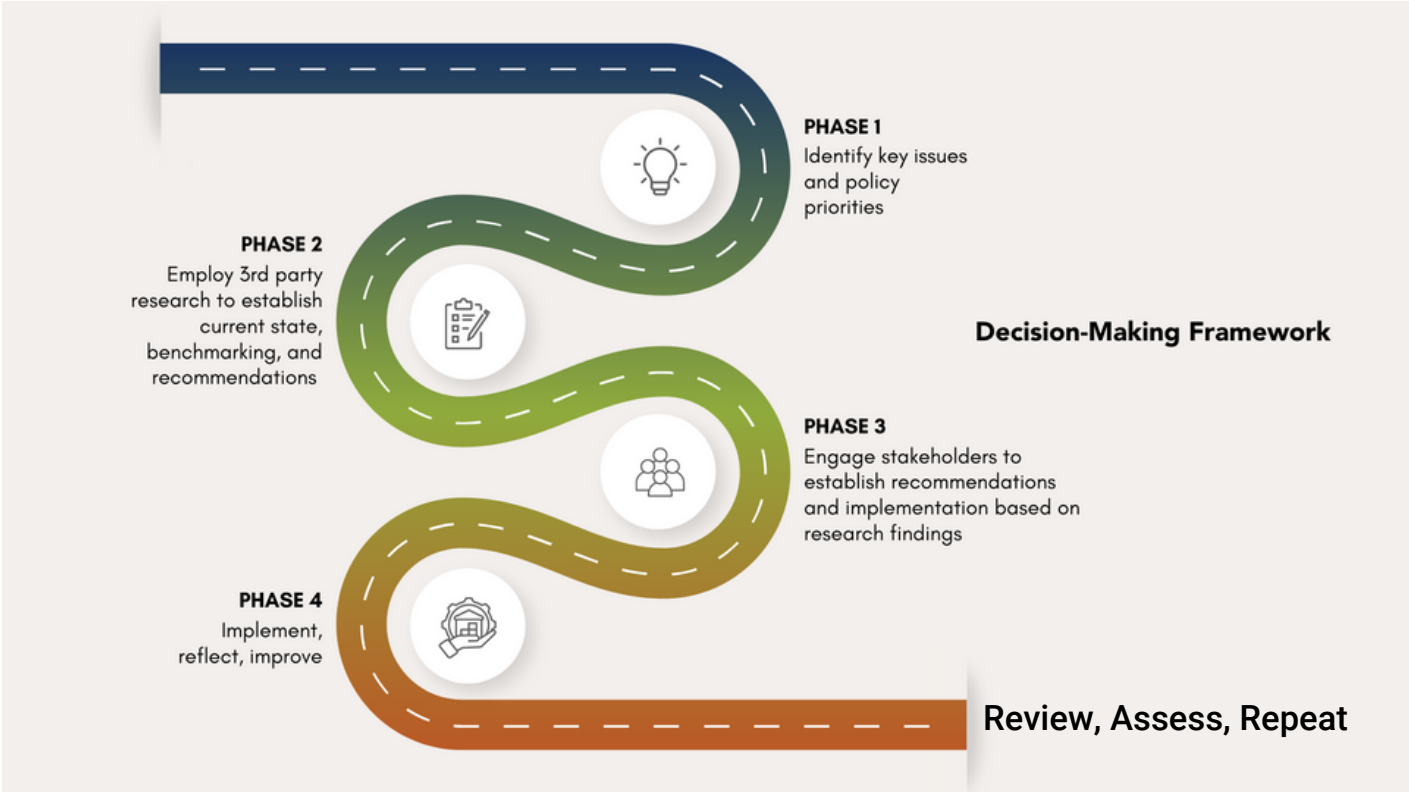 PHASE 1
Identify key issues
and policy
priorities
PHASE 2
Employ 3rd party
research to establish
current state,
benchmarking, and
recommendations
Decision-Making Framework
PHASE 3
Engage stakeholders to
establish recommendations
and implementation based on
research findings
PHASE 4
Implement,
reflect, improve
Review, Assess, Repeat